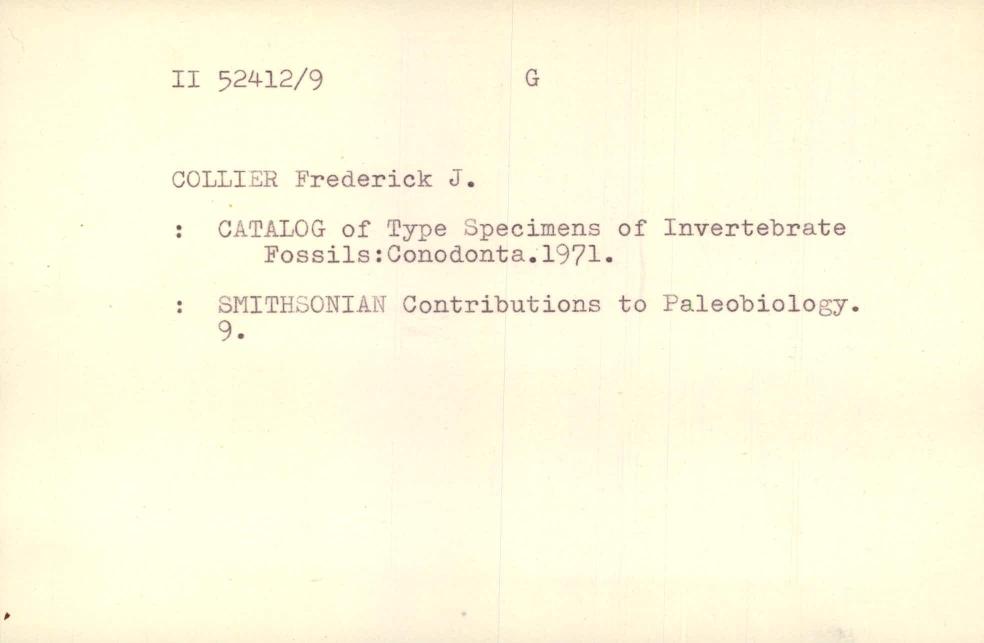 II 52412/9 G
COLLIER Frederick J.
: CATALOG of Type Specimens of Invertebrate
Fossils:Conodonta.1971.
: SMITHSONIAN Contributions to Paleobiology.
9.